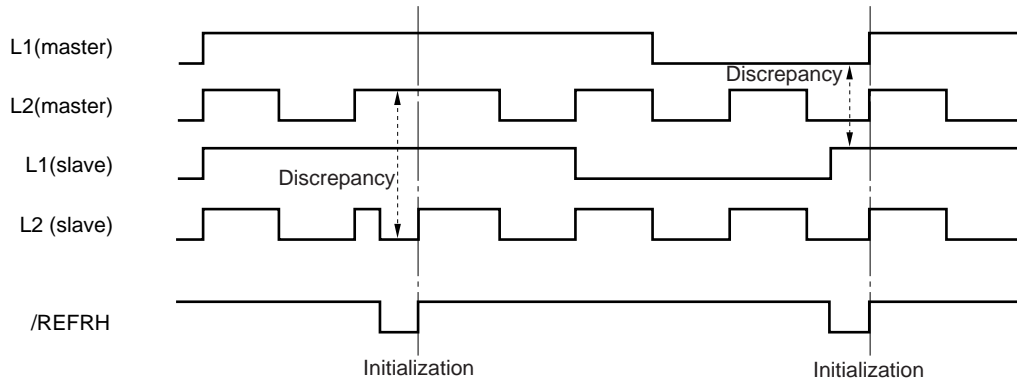 L1(master)
Discrepancy
L2(master)
L1(slave)
Discrepancy
L2 (slave)
/REFRH
Initialization
Initialization